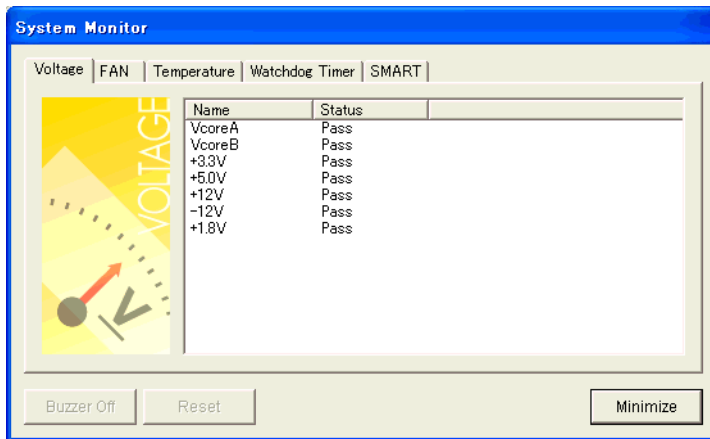 System Monitor
Voltage FAN Temperature Watchdog Timer SMART
VOLTAGE
V
Name Status
VcoreA Pass
VcoreB Pass
+3.3V Pass
+5.0V Pass
+12V Pass
-12V Pass
+1.8V Pass
Buzzer Off Reset Minimize